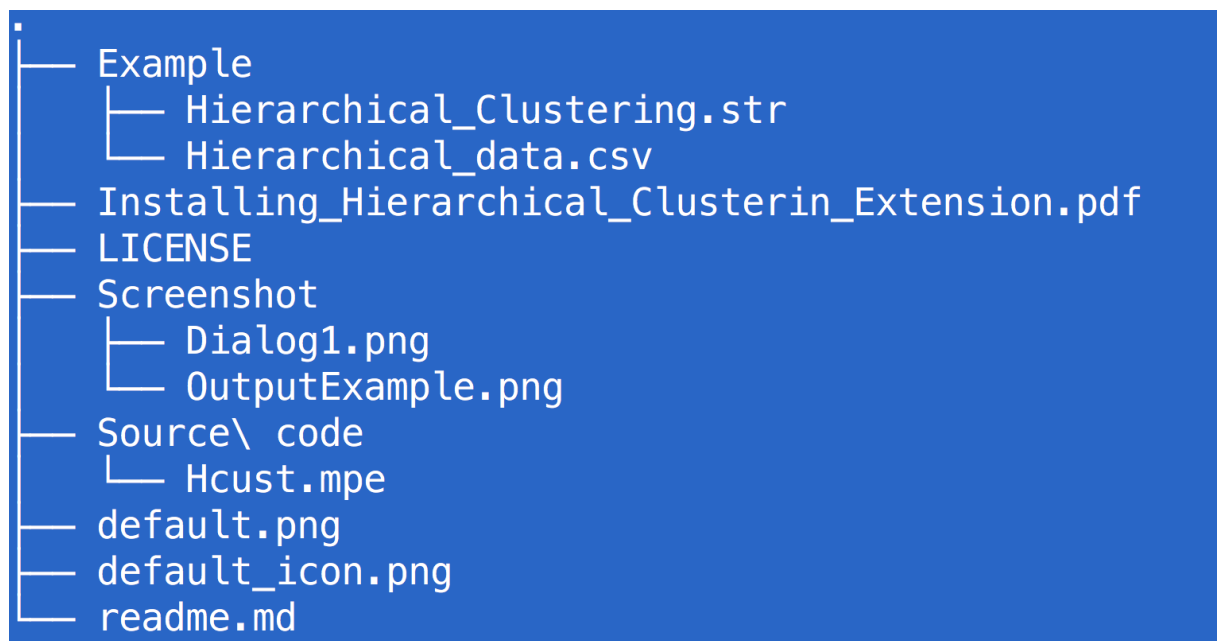 .
├── Example
│   ├── Hierarchical_Clustering.str
│   └── Hierarchical_data.csv
├── Installing_Hierarchical_Clusterin_Extension.pdf
├── LICENSE
├── Screenshot
│   ├── Dialog1.png
│   └── OutputExample.png
├── Source\ code
│   └── Hcust.mpe
├── default.png
├── default_icon.png
└── readme.md